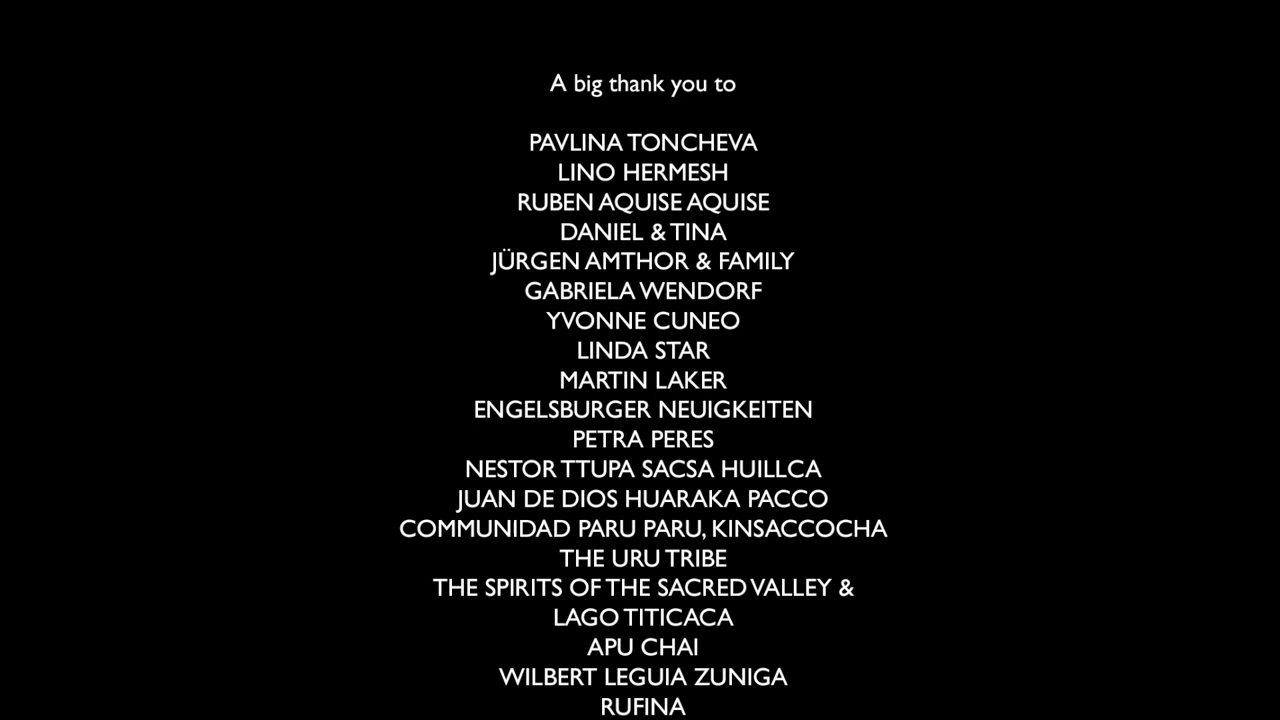 A big thank you to
PAVLINA TONCHEVA
LINO HERMESH
RUBEN AQUISE AQUISE
DANIEL & TINA
JÜRGEN AMTHOR & FAMILY
GABRIELA WENDORF
YVONNE CUNEO
LINDA STAR
MARTIN LAKER
ENGELSBURGER NEUIGKEITEN
PETRA PERES
NESTOR TTUPA SACSA HUILLCA
JUAN DE DIOS HUARAKA PACCO
COMMUNIDAD PARU PARU, KINSACCOCHA
THE URU TRIBE
THE SPIRITS OF THE SACRED VALLEY &
LAGO TITICACA
APU CHAI
WILBERT LEGUIA ZUNIGA
RUFINA